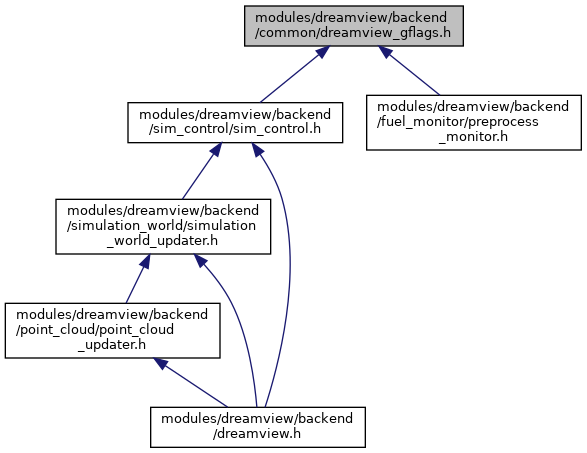 modules/dreamview/backend
/common/dreamview_gflags.h
modules/dreamview/backend
/sim_control/sim_control.h
modules/dreamview/backend
/fuel_monitor/preprocess
_monitor.h
modules/dreamview/backend
/simulation_world/simulation
_world_updater.h
modules/dreamview/backend
/point_cloud/point_cloud
_updater.h
modules/dreamview/backend
/dreamview.h